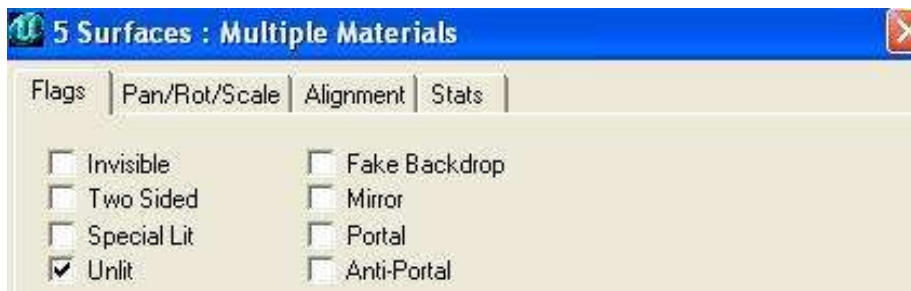 5 Surfaces : Multiple Materials
Flags Pan/Rot/Scale Alignment Stats
Invisible Fake Backdrop
Two Sided Mirror
Special Lit Portal
Unlit Anti-Portal